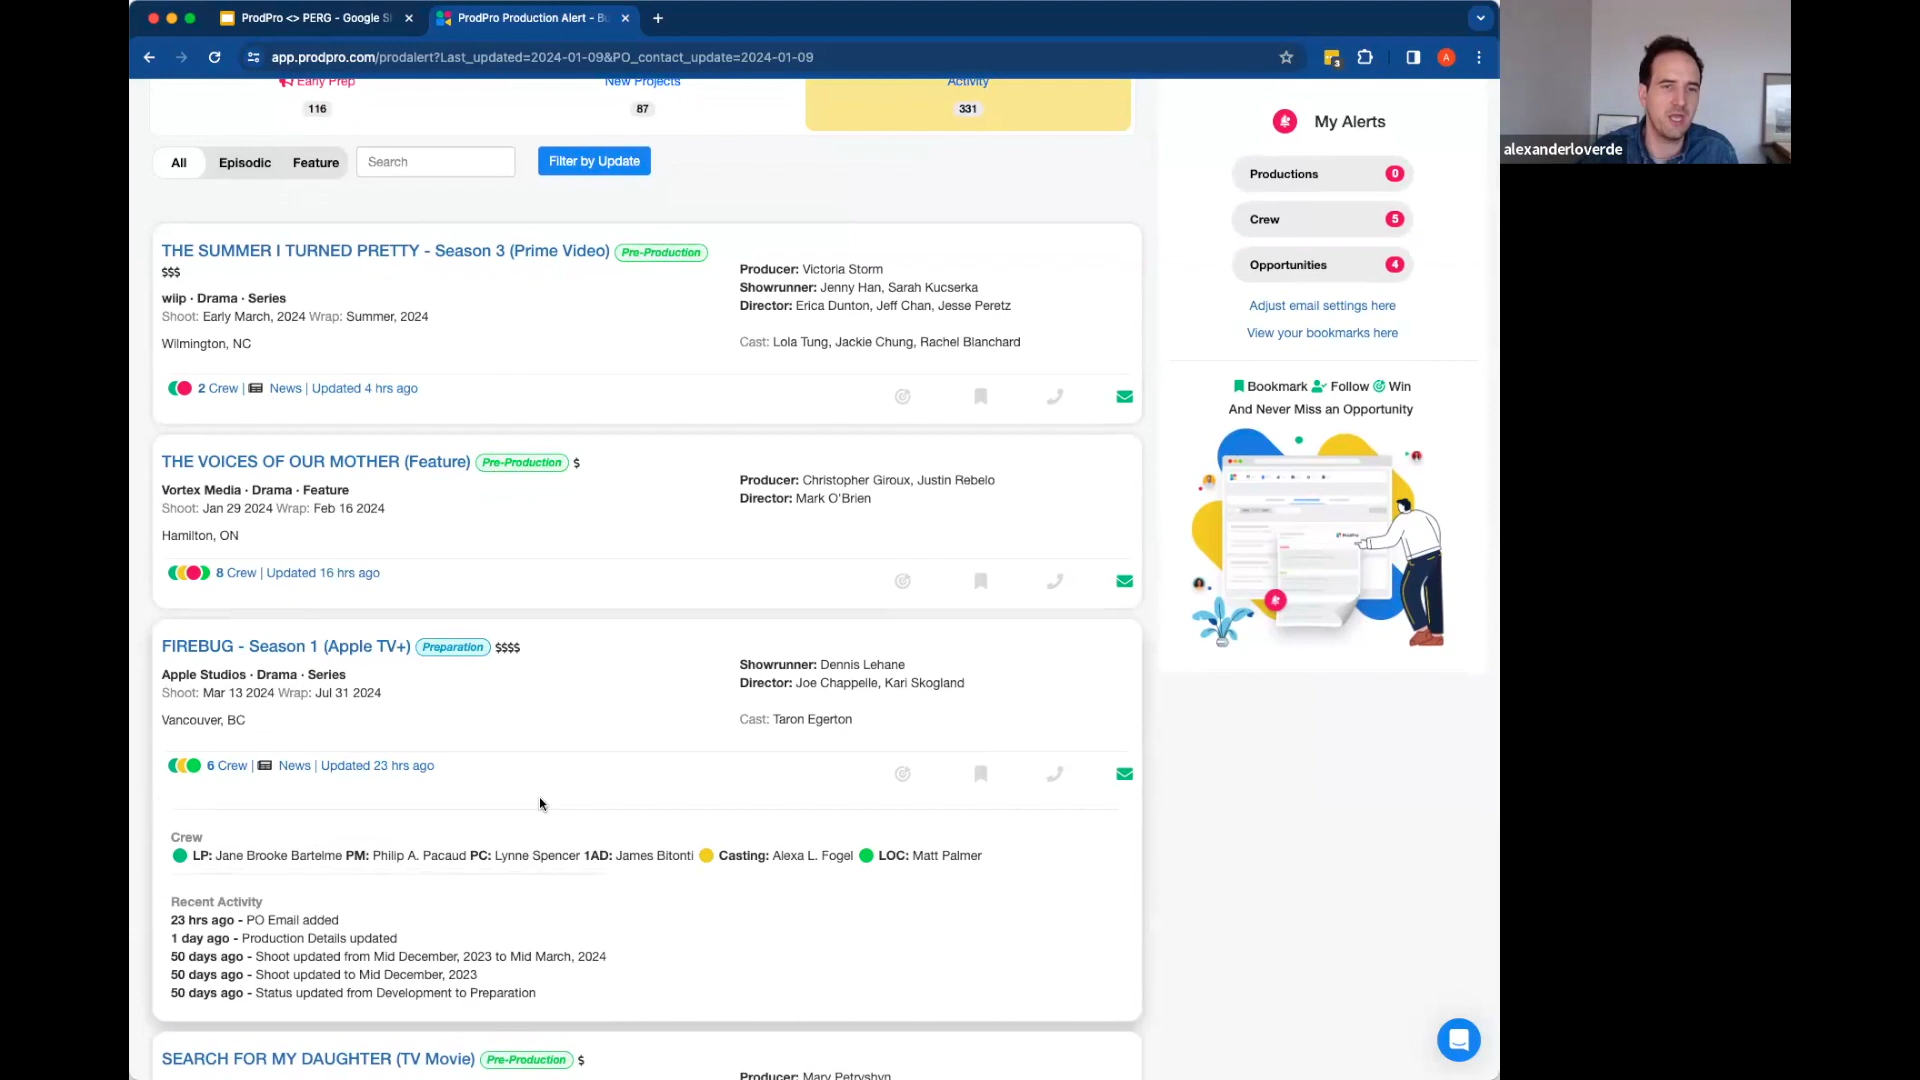 ProdPro <> PERG - Google Sl
ProdPro Production Alert - Bu
app.prodpro.com/prodalert?Last_updated=2024-01-09&PO_contact_update=2024-01-09
3
A
Early Prep
116
New Projects
87
Activity
331
All
Episodic
Feature
Search
Filter by Update
THE SUMMER I TURNED PRETTY - Season 3 (Prime Video) Pre-Production
$$$
wiip · Drama · Series
Shoot: Early March, 2024 Wrap: Summer, 2024
Wilmington, NC
Producer: Victoria Storm
Showrunner: Jenny Han, Sarah Kucserka
Director: Erica Dunton, Jeff Chan, Jesse Peretz
Cast: Lola Tung, Jackie Chung, Rachel Blanchard
2 Crew | News | Updated 4 hrs ago
THE VOICES OF OUR MOTHER (Feature) Pre-Production $
Vortex Media · Drama · Feature
Shoot: Jan 29 2024 Wrap: Feb 16 2024
Hamilton, ON
Producer: Christopher Giroux, Justin Rebelo
Director: Mark O'Brien
8 Crew | Updated 16 hrs ago
FIREBUG - Season 1 (Apple TV+) Preparation $$$$
Apple Studios · Drama · Series
Shoot: Mar 13 2024 Wrap: Jul 31 2024
Vancouver, BC
Showrunner: Dennis Lehane
Director: Joe Chappelle, Kari Skogland
Cast: Taron Egerton
6 Crew | News | Updated 23 hrs ago
Crew
LP: Jane Brooke Bartelme PM: Philip A. Pacaud PC: Lynne Spencer 1AD: James Bitonti Casting: Alexa L. Fogel LOC: Matt Palmer
Recent Activity
23 hrs ago - PO Email added
1 day ago - Production Details updated
50 days ago - Shoot updated from Mid December, 2023 to Mid March, 2024
50 days ago - Shoot updated to Mid December, 2023
50 days ago - Status updated from Development to Preparation
SEARCH FOR MY DAUGHTER (TV Movie) Pre-Production $
Producer: Mary Petryshyn
My Alerts
Productions 0
Crew 5
Opportunities 4
Adjust email settings here
View your bookmarks here
Bookmark Follow Win
And Never Miss an Opportunity
ProdPro
alexanderloverde